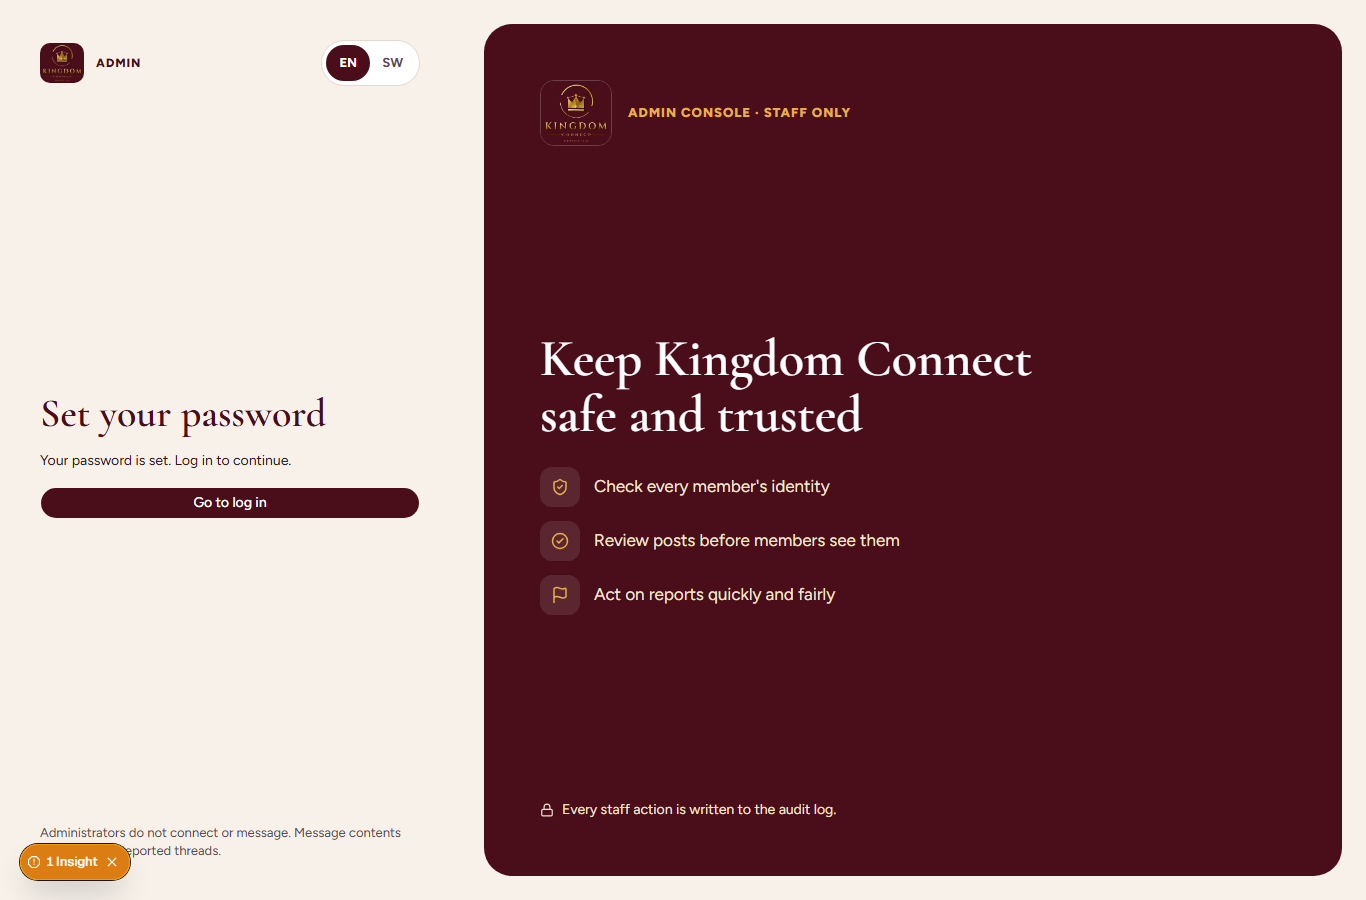 KINGDOM
ADMIN
EN
SW
Set your password
Your password is set. Log in to continue.
Go to log in
Administrators do not connect or message. Message contents
eported threads.
1 Insight
KINGDOM
CONNECT
ADMIN CONSOLE · STAFF ONLY
Keep Kingdom Connect
safe and trusted
Check every member's identity
Review posts before members see them
Act on reports quickly and fairly
Every staff action is written to the audit log.